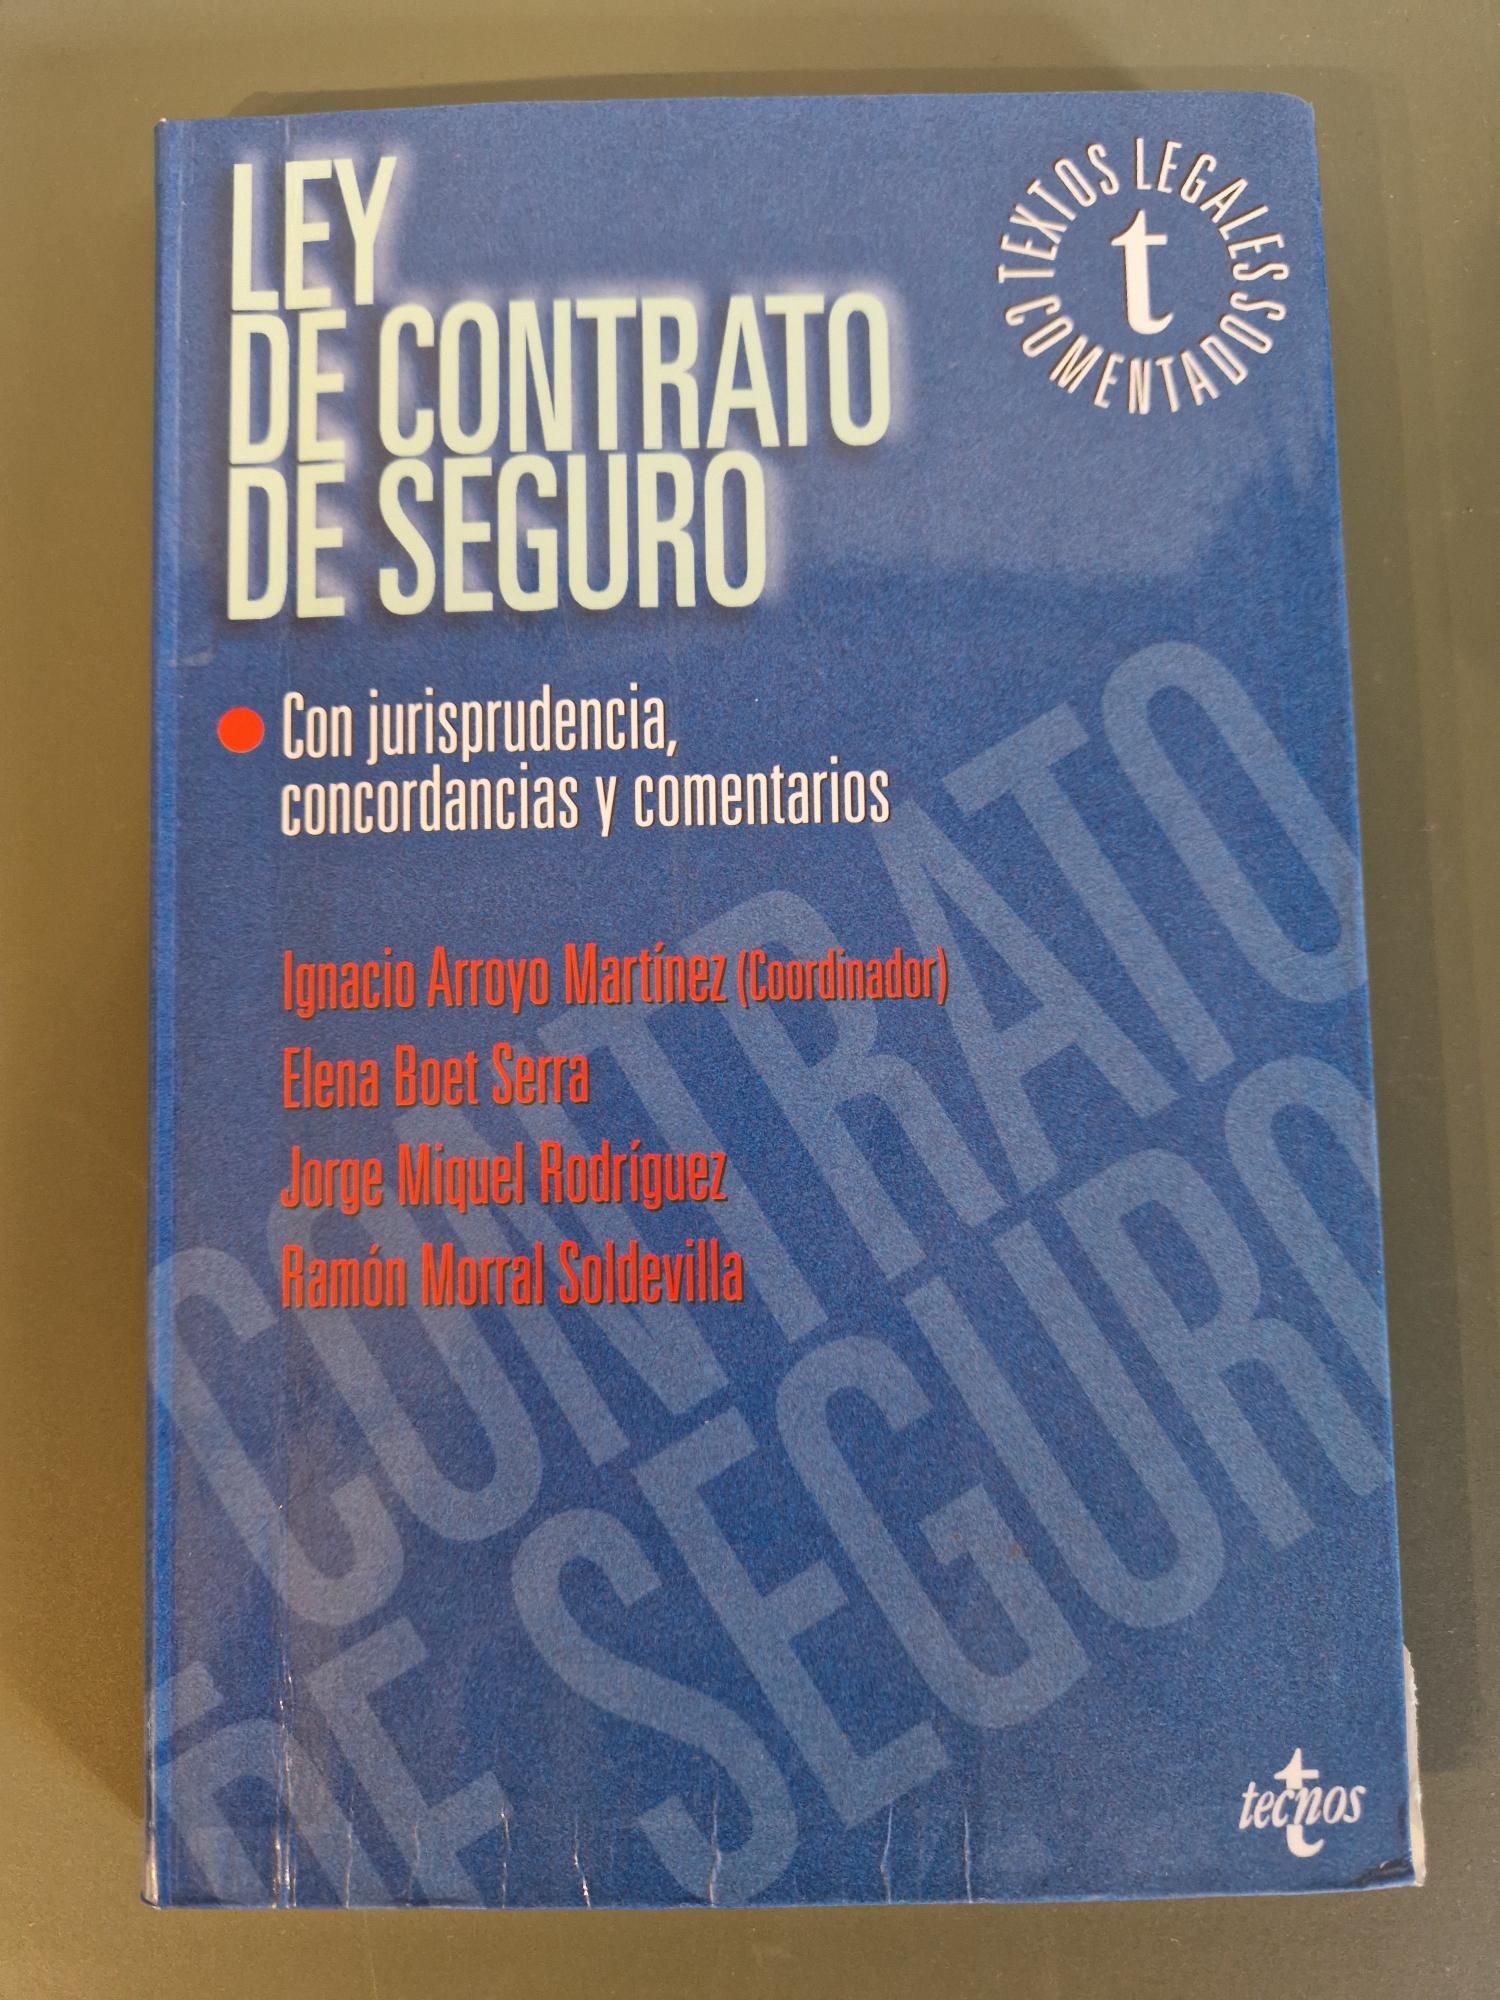 LEY
DE CONTRATO
DE SEGURO
TEXTOS LEGALES
t
COMENTADOS
Con jurisprudencia,
concordancias y comentarios
Ignacio Arroyo Martínez (Coordinador)
Elena Boet Serra
Jorge Miquel Rodríguez
Ramón Morral Soldevilla
CONTRATO
DE SEGURO
tecnos